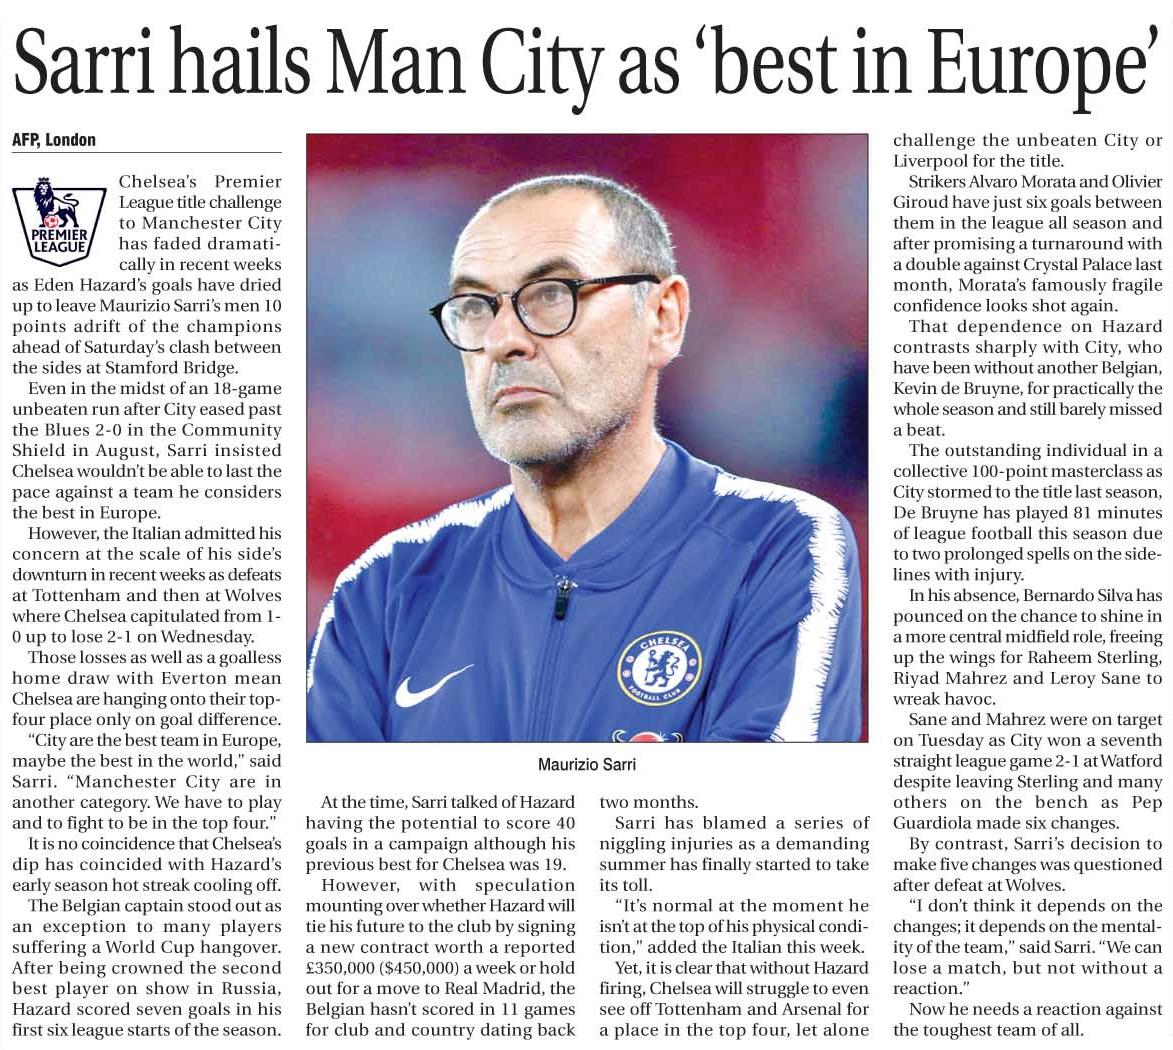 Sarri hails Man City as ‘best in Europe’
AFP, London
PREMIER
LEAGUE
Chelsea’s Premier
League title challenge
to Manchester City
has faded dramati-
cally in recent weeks
as Eden Hazard’s goals have dried
up to leave Maurizio Sarri’s men 10
points adrift of the champions
ahead of Saturday’s clash between
the sides at Stamford Bridge.
Even in the midst of an 18-game
unbeaten run after City eased past
the Blues 2-0 in the Community
Shield in August, Sarri insisted
Chelsea wouldn’t be able to last the
pace against a team he considers
the best in Europe.
However, the Italian admitted his
concern at the scale of his side’s
downturn in recent weeks as defeats
at Tottenham and then at Wolves
where Chelsea capitulated from 1-
0 up to lose 2-1 on Wednesday.
Those losses as well as a goalless
home draw with Everton mean
Chelsea are hanging onto their top-
four place only on goal difference.
“City are the best team in Europe,
maybe the best in the world,” said
Sarri. “Manchester City are in
another category. We have to play
and to fight to be in the top four.”
It is no coincidence that Chelsea’s
dip has coincided with Hazard’s
early season hot streak cooling off.
The Belgian captain stood out as
an exception to many players
suffering a World Cup hangover.
After being crowned the second
best player on show in Russia,
Hazard scored seven goals in his
first six league starts of the season.
CHELSEA
FOOTBALL CLUB
Maurizio Sarri
At the time, Sarri talked of Hazard
having the potential to score 40
goals in a campaign although his
previous best for Chelsea was 19.
However, with speculation
mounting over whether Hazard will
tie his future to the club by signing
a new contract worth a reported
£350,000 ($450,000) a week or hold
out for a move to Real Madrid, the
Belgian hasn’t scored in 11 games
for club and country dating back
two months.
Sarri has blamed a series of
niggling injuries as a demanding
summer has finally started to take
its toll.
“It’s normal at the moment he
isn’t at the top of his physical condi-
tion,” added the Italian this week.
Yet, it is clear that without Hazard
firing, Chelsea will struggle to even
see off Tottenham and Arsenal for
a place in the top four, let alone
challenge the unbeaten City or
Liverpool for the title.
Strikers Alvaro Morata and Olivier
Giroud have just six goals between
them in the league all season and
after promising a turnaround with
a double against Crystal Palace last
month, Morata’s famously fragile
confidence looks shot again.
That dependence on Hazard
contrasts sharply with City, who
have been without another Belgian,
Kevin de Bruyne, for practically the
whole season and still barely missed
a beat.
The outstanding individual in a
collective 100-point masterclass as
City stormed to the title last season,
De Bruyne has played 81 minutes
of league football this season due
to two prolonged spells on the side-
lines with injury.
In his absence, Bernardo Silva has
pounced on the chance to shine in
a more central midfield role, freeing
up the wings for Raheem Sterling,
Riyad Mahrez and Leroy Sane to
wreak havoc.
Sane and Mahrez were on target
on Tuesday as City won a seventh
straight league game 2-1 at Watford
despite leaving Sterling and many
others on the bench as Pep
Guardiola made six changes.
By contrast, Sarri’s decision to
make five changes was questioned
after defeat at Wolves.
“I don’t think it depends on the
changes; it depends on the mental-
ity of the team,” said Sarri. “We can
lose a match, but not without a
reaction.”
Now he needs a reaction against
the toughest team of all.